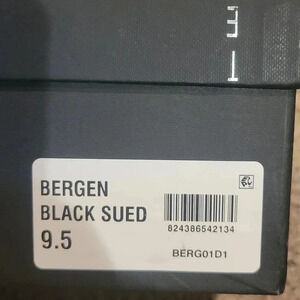 BERGEN
BLACK SUED
9.5
824386542134
BERG01D1